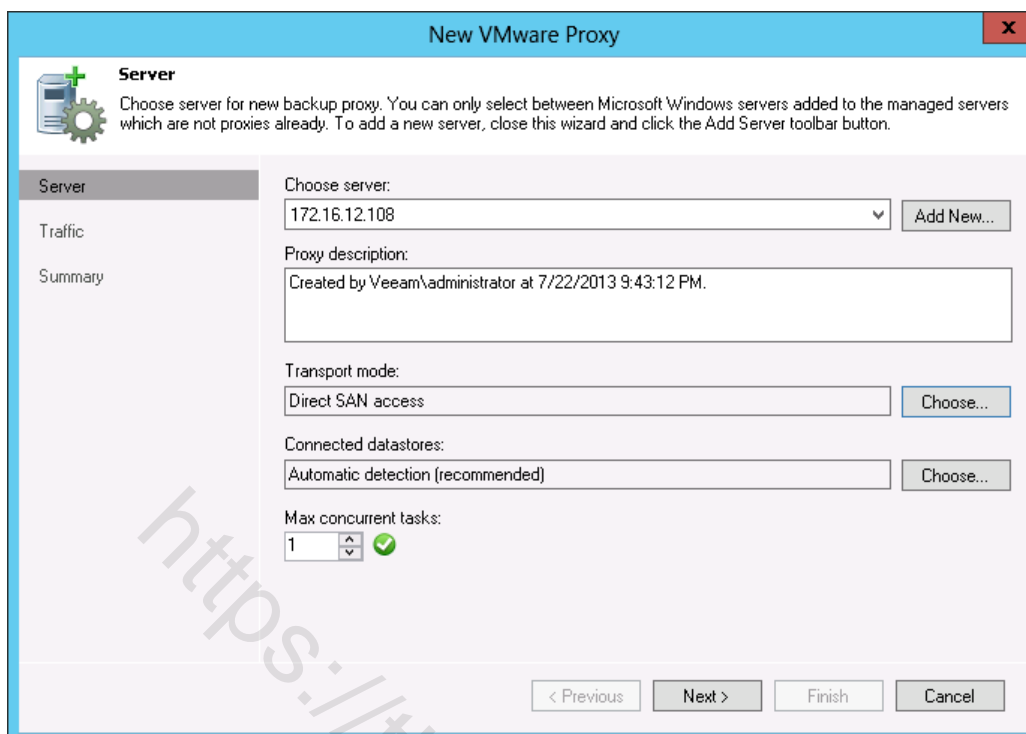 New VMware Proxy
x
Server
Choose server for new backup proxy. You can only select between Microsoft Windows servers added to the managed servers
which are not proxies already. To add a new server, close this wizard and click the Add Server toolbar button.
Server
Traffic
Summary
Choose server:
172.16.12.108
Add New...
Proxy description:
Created by Veeam\administrator at 7/22/2013 9:43:12 PM.
Transport mode:
Direct SAN access
Choose...
Connected datastores:
Automatic detection (recommended)
Choose...
Max concurrent tasks:
1
https://
< Previous
Next >
Finish
Cancel